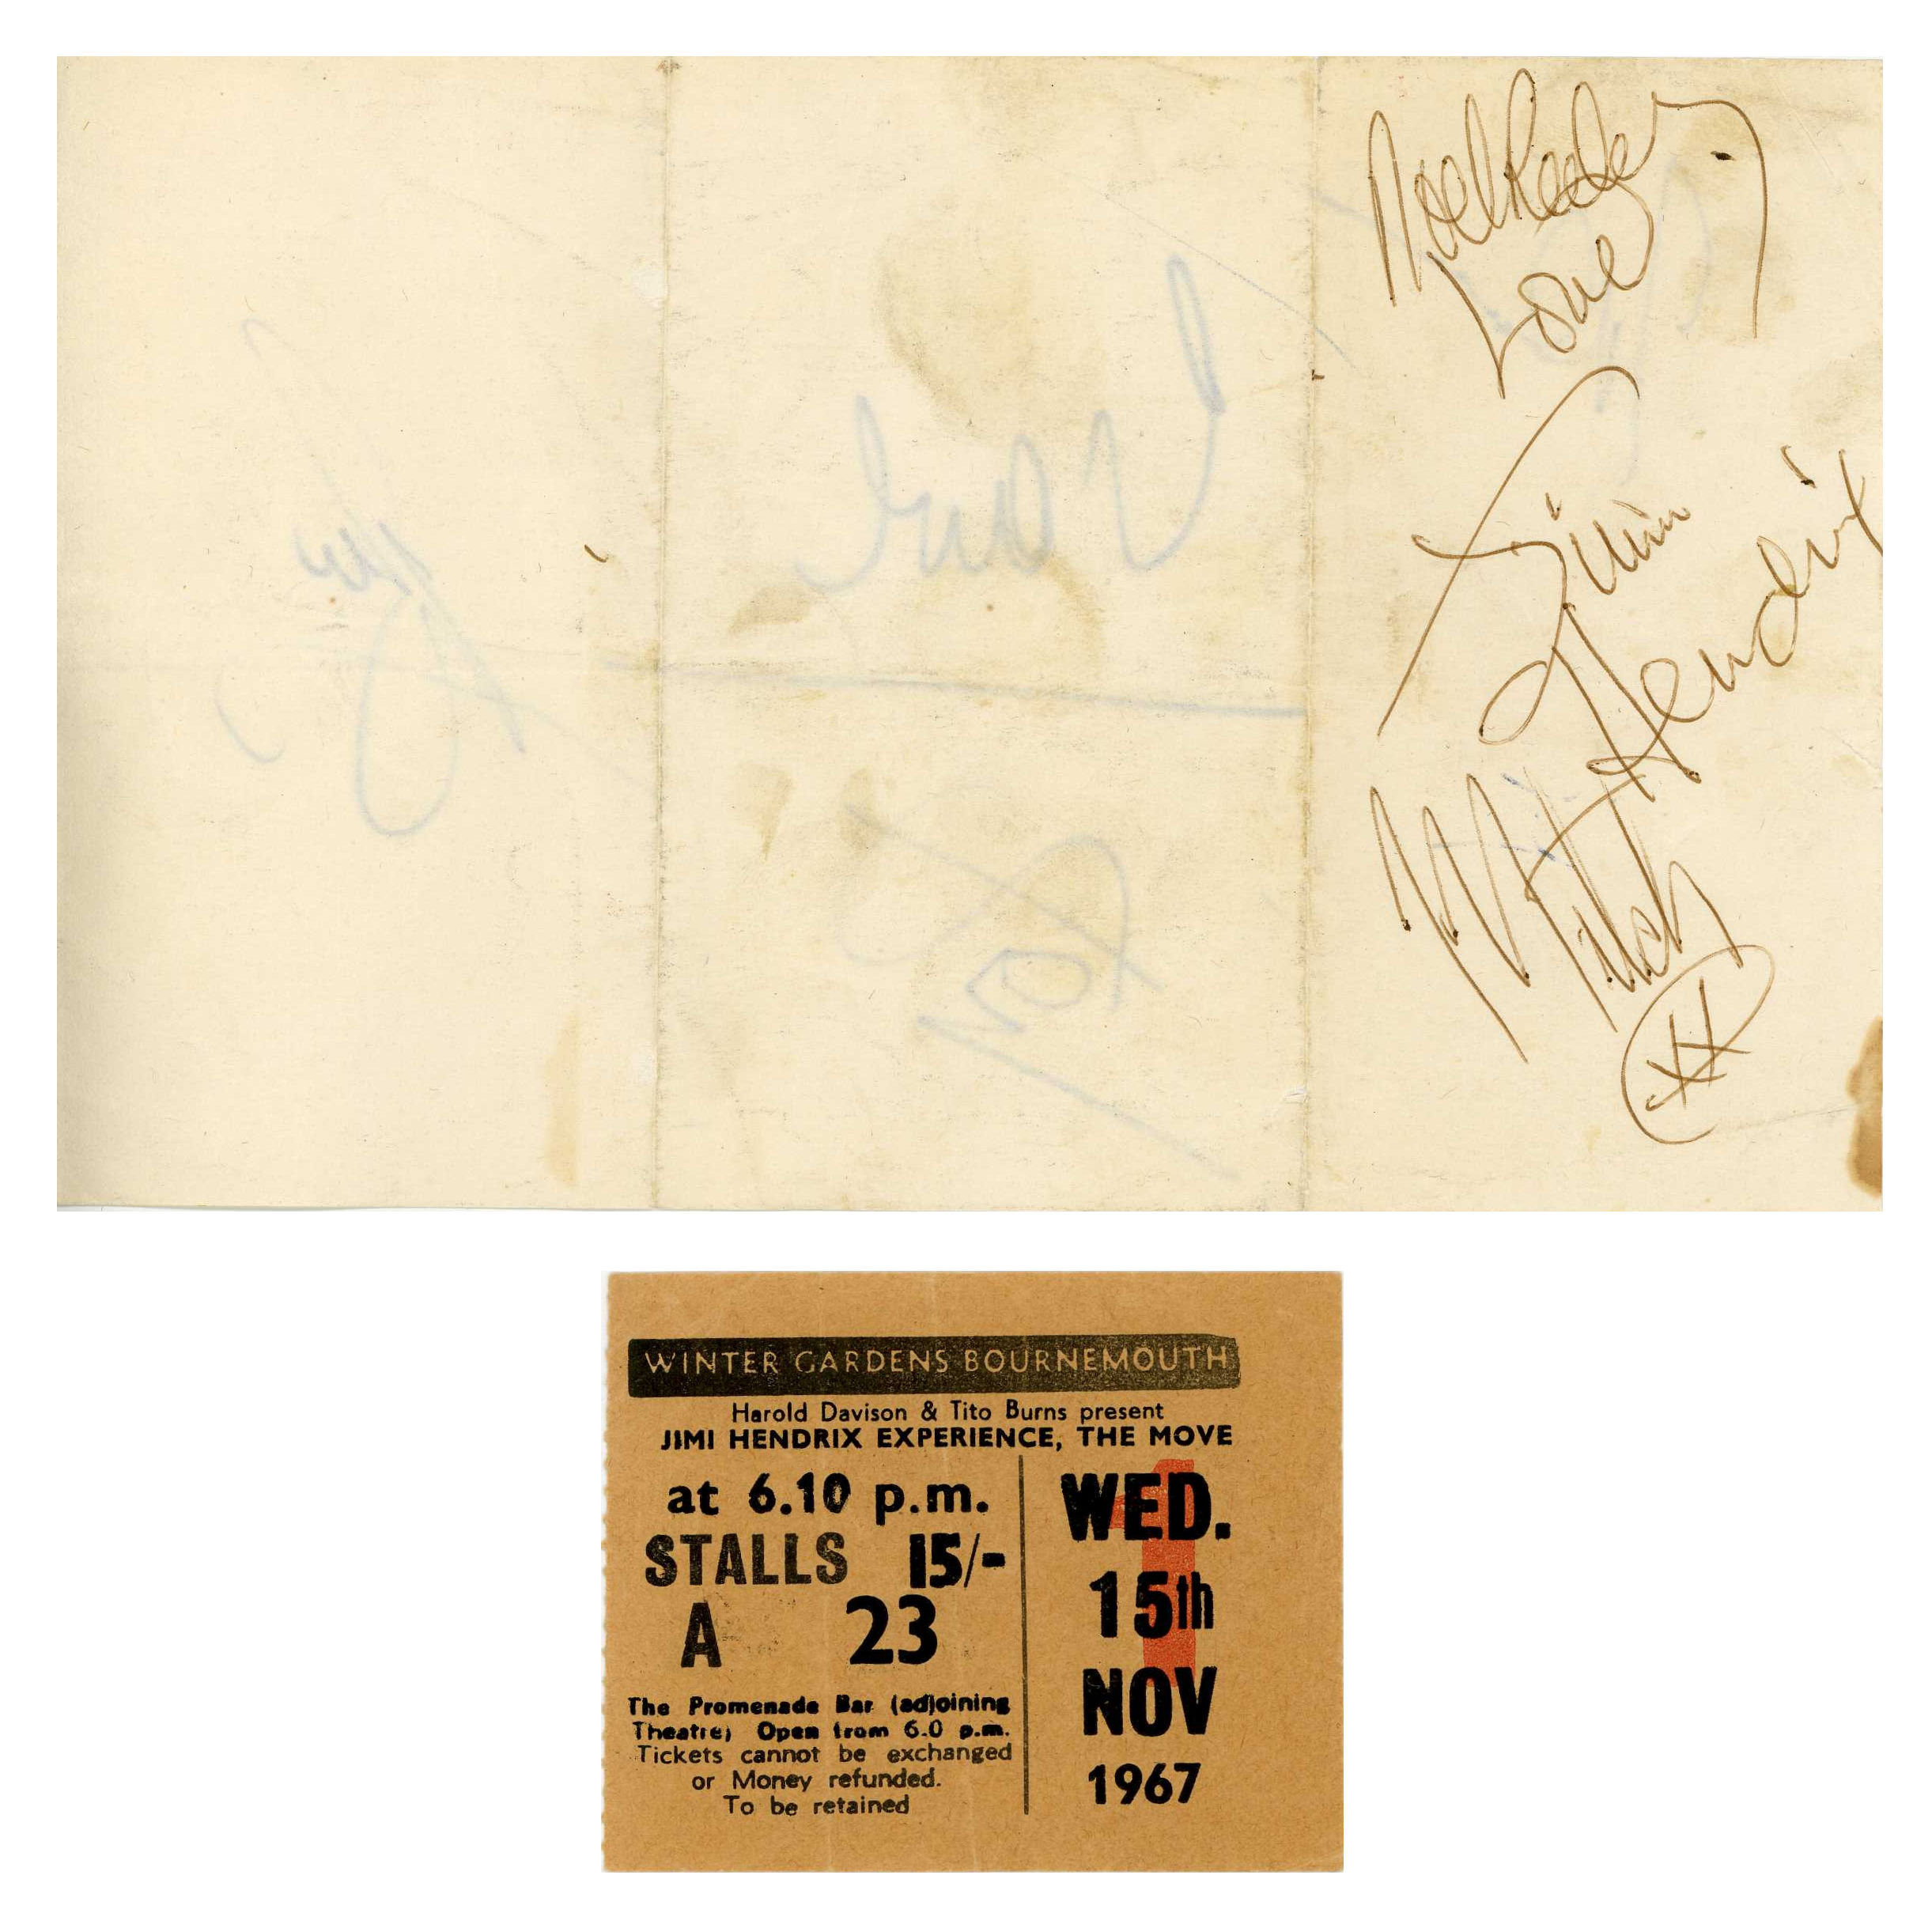 Noel Redding
Love
Jimi
Hendrix
Mitch
XX
WINTER GARDENS BOURNEMOUTH
Harold Davison & Tito Burns present
JIMI HENDRIX EXPERIENCE, THE MOVE
at 6.10 p.m.
STALLS 15/-
A 23
The Promenade Bar (adjoining
Theatre) Open from 6.0 p.m.
Tickets cannot be exchanged
or Money refunded.
To be retained
WED.
15th
NOV
1967
1